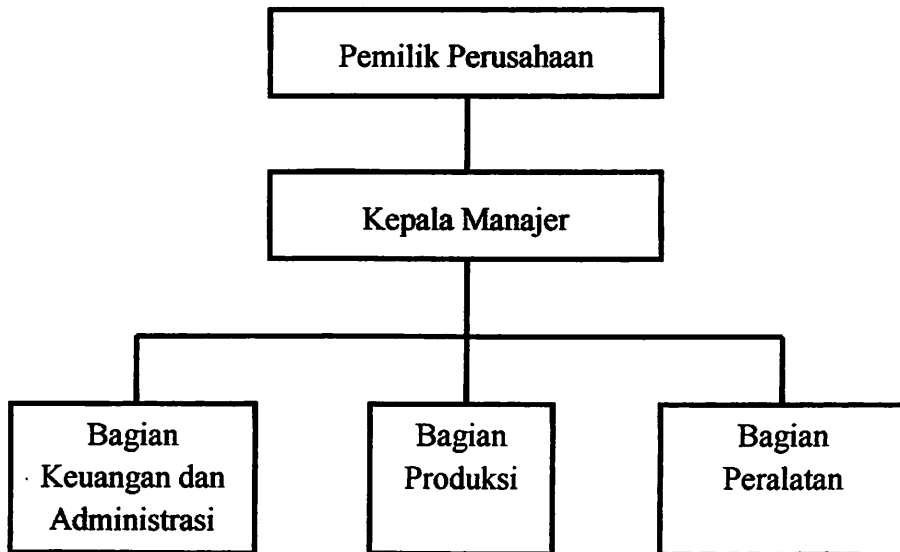 Pemilik Perusahaan
Kepala Manajer
Bagian
Keuangan dan
Administrasi
Bagian
Produksi
Bagian
Peralatan